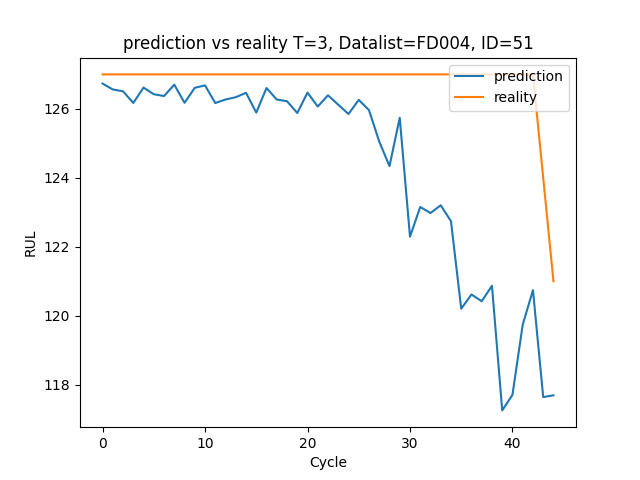 prediction vs reality T=3, Datalist=FD004, ID=51
prediction
reality
126
124
122
120
118
RUL
0 10 20 30 40
Cycle